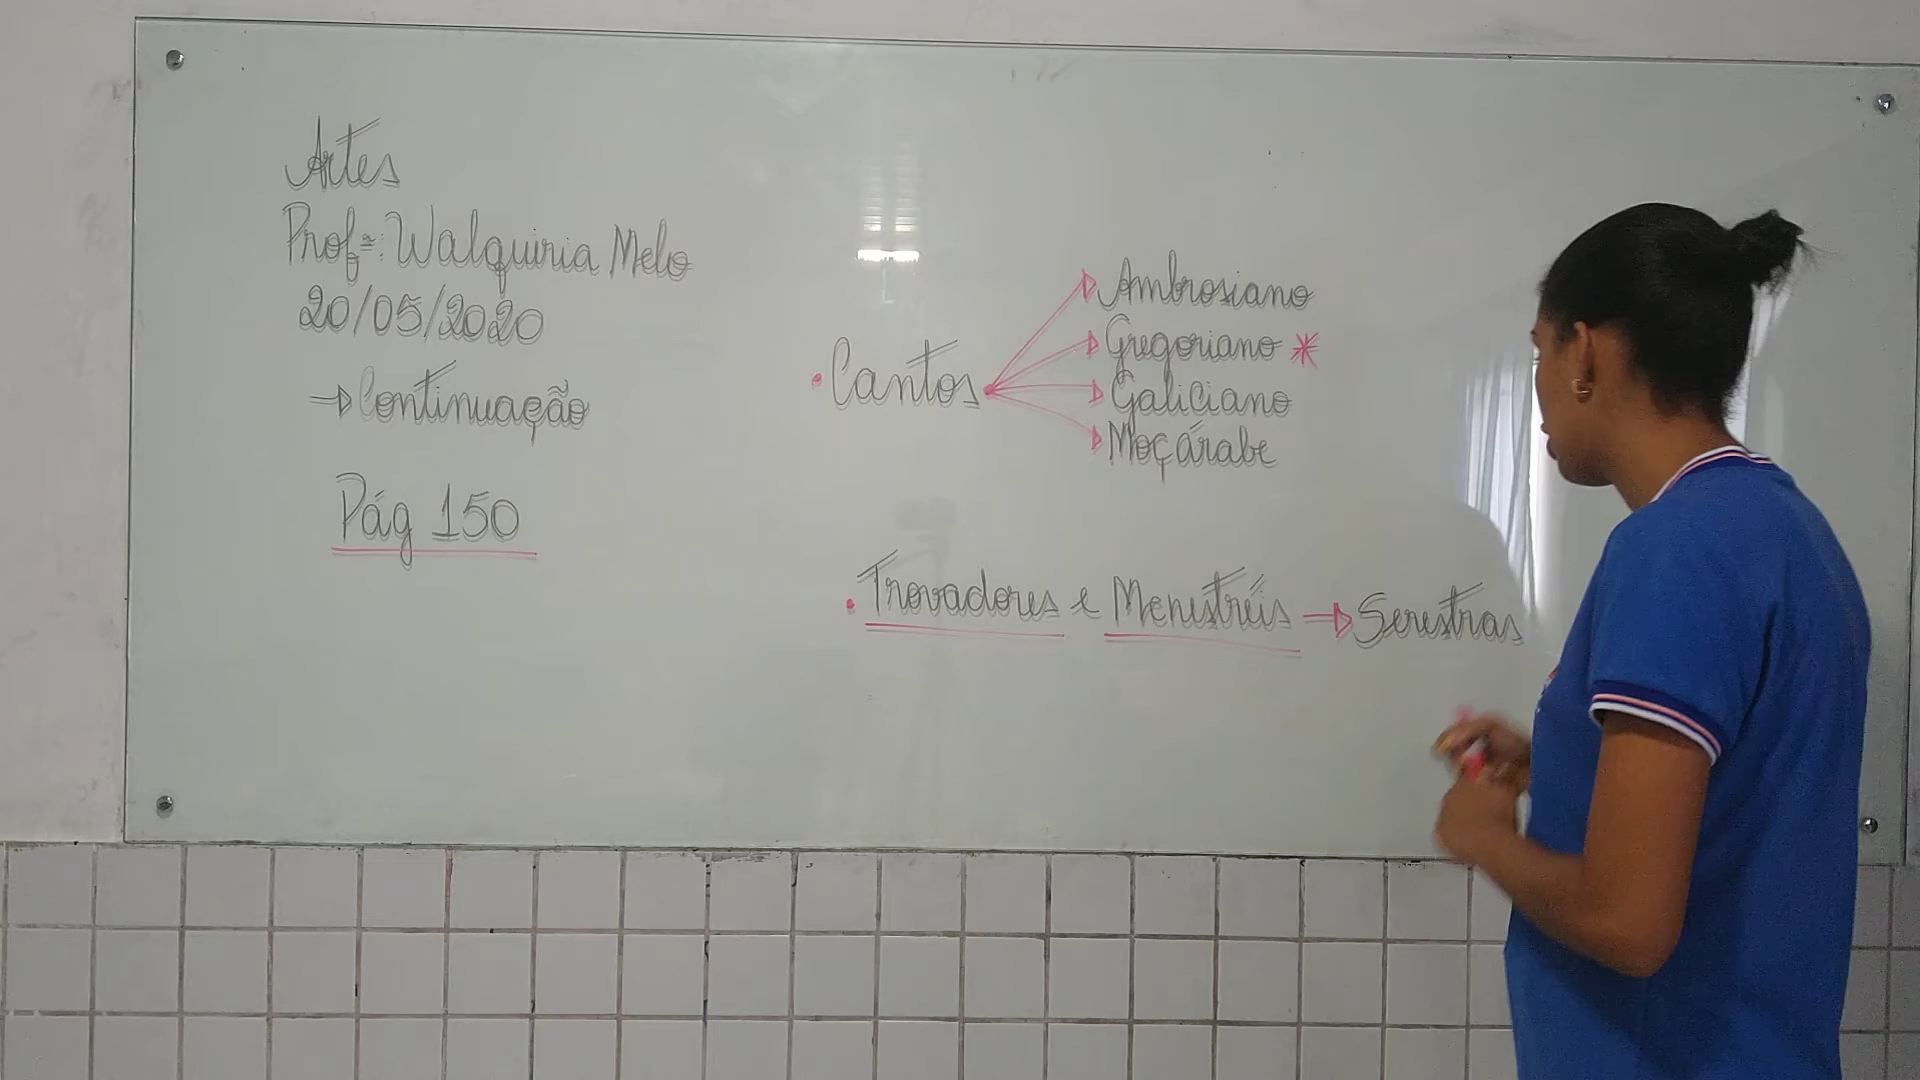 Artes
Profª: Walquiria Melo
20/05/2020
→ Continuação
Pág 150
• Cantos
Ambrosiano
Gregoriano *
Galiciano
Moçárabe
• Trovadores e Menestréis → Serestras